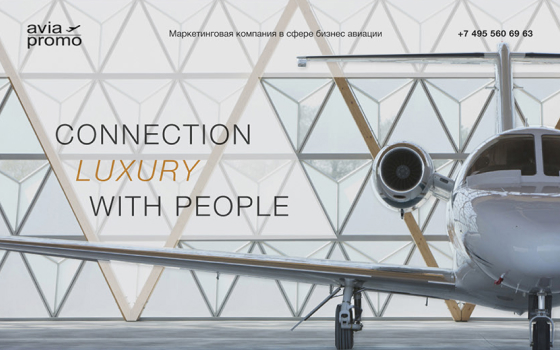 avia
promo
Маркетинговая компания в сфере бизнес авиации
+7 495 560 69 63
CONNECTION
LUXURY
WITH PEOPLE